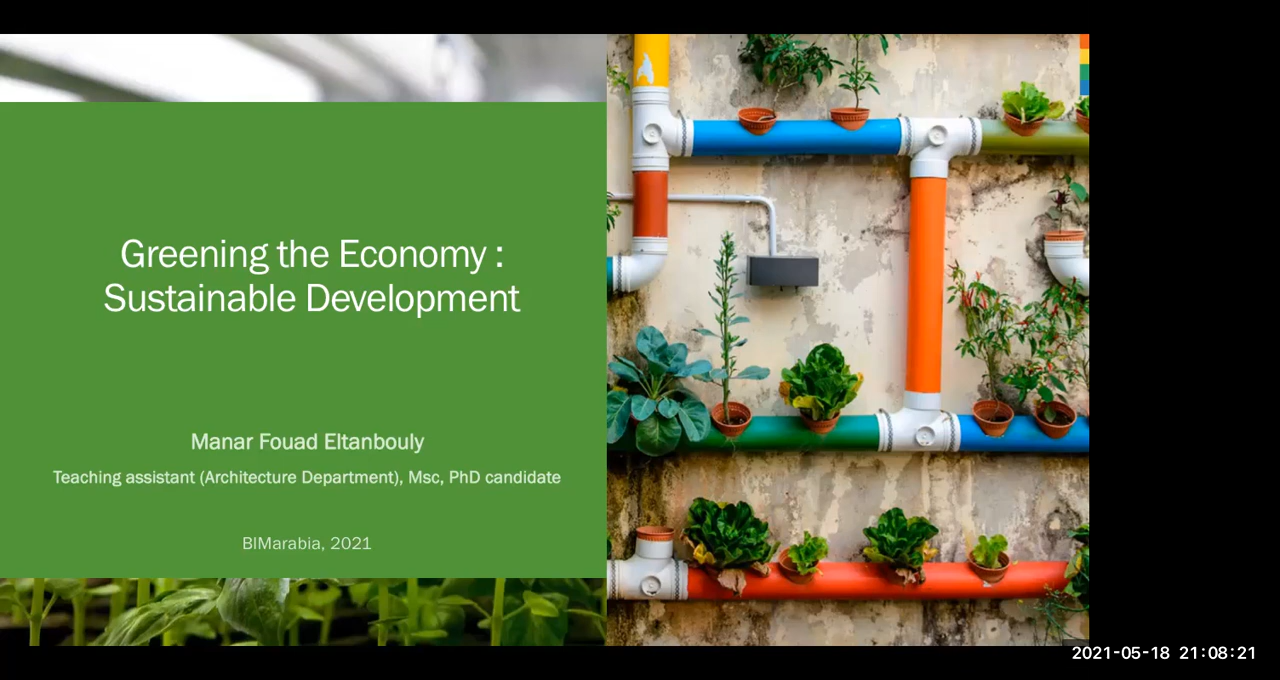 Greening the Economy :
Sustainable Development
Manar Fouad Eltanbouly
Teaching assistant (Architecture Department), Msc, PhD candidate
BIMarabia, 2021
2021-05-18 21:08:21